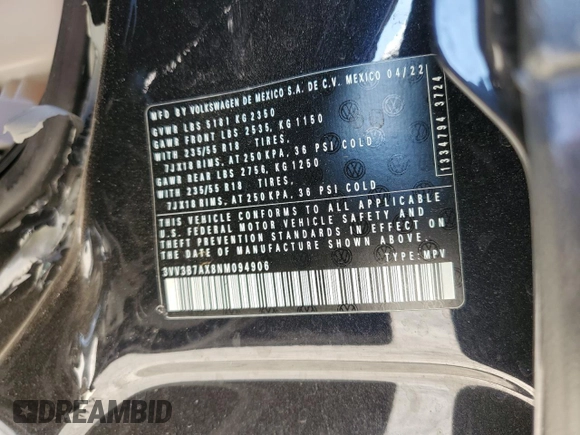 MFD BY VOLKSWAGEN DE MEXICO S.A. DE C.V. MEXICO 04/22
GVWR LBS 5181 KG 2350
GAWR FRONT LBS 2535, KG 1150
WITH 235/55 R18 TIRES,
7JX18 RIMS, AT 250 KPA, 36 PSI COLD
GAWR REAR LBS 2756, KG 1250
WITH 235/55 R18 TIRES,
7JX18 RIMS, AT 250 KPA, 36 PSI COLD
THIS VEHICLE CONFORMS TO ALL APPLICABLE
U.S. FEDERAL MOTOR VEHICLE SAFETY AND
THEFT PREVENTION STANDARDS IN EFFECT ON
THE DATE OF MANUFACTURE SHOWN ABOVE.
3VV3B7AX8NM094906 TYPE: MPV
1334794 3724
DREAMBID